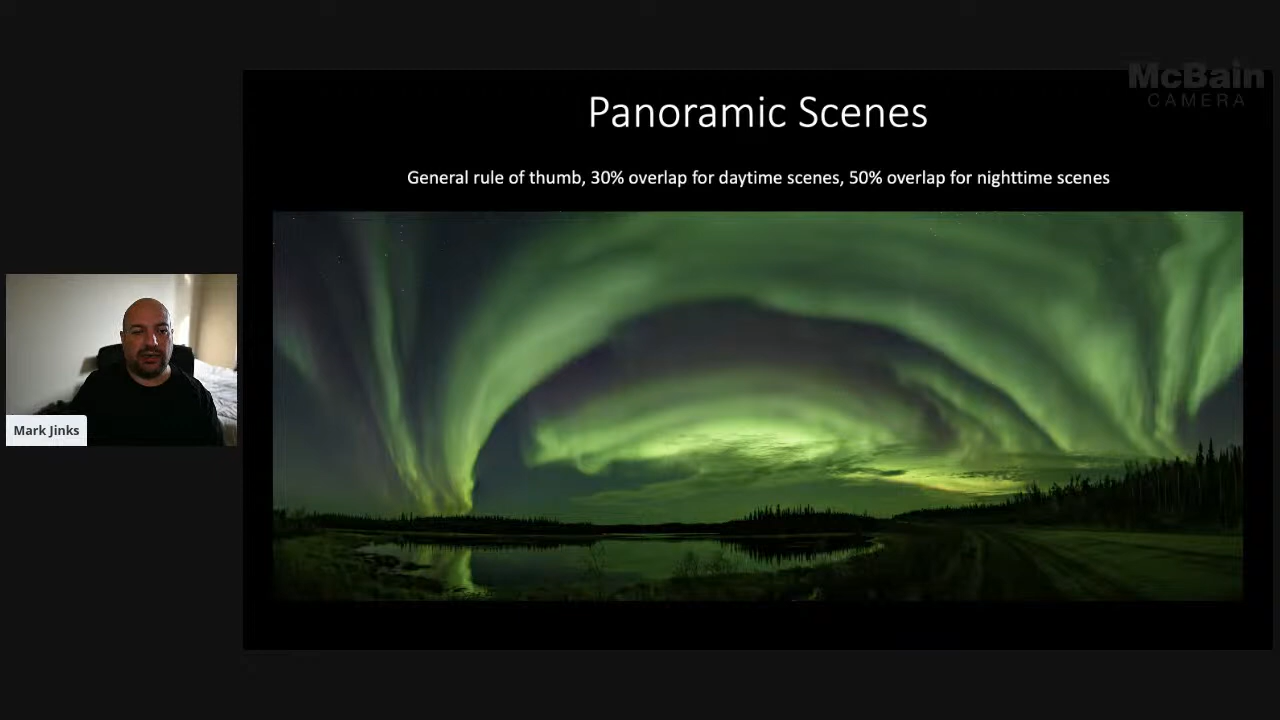 McBain
CAMERA
Panoramic Scenes
General rule of thumb, 30% overlap for daytime scenes, 50% overlap for nighttime scenes
Mark Jinks